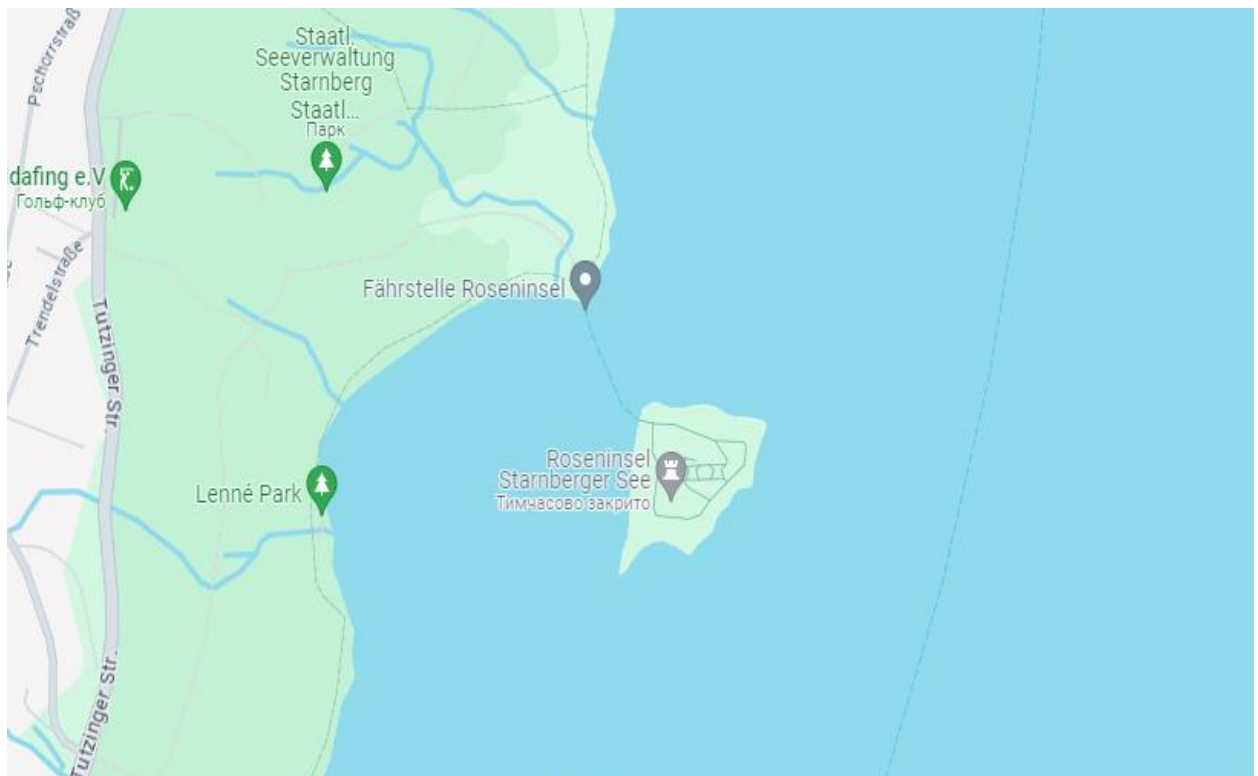 Pschorrstraß
Staatl.
Seeverwaltung
Starnberg
Staatl...
Парк
dafing e.V
Гольф-клуб
Trendelstraße
Fährstelle Roseninsel
Tutzinger Str.
Roseninsel
Starnberger See
Тимчасово закрито
Lenné Park
Tutzinger Str.